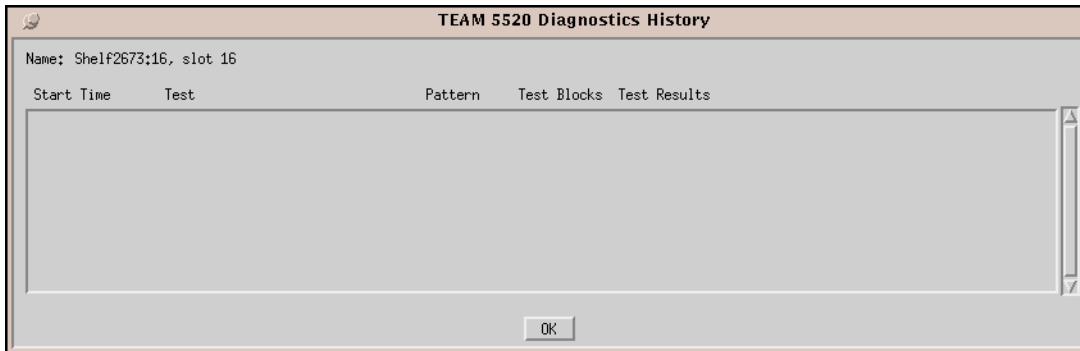 TEAM 5520 Diagnostics History
Name: Shelf2673:16, slot 16
Start Time Test Pattern Test Blocks Test Results
OK